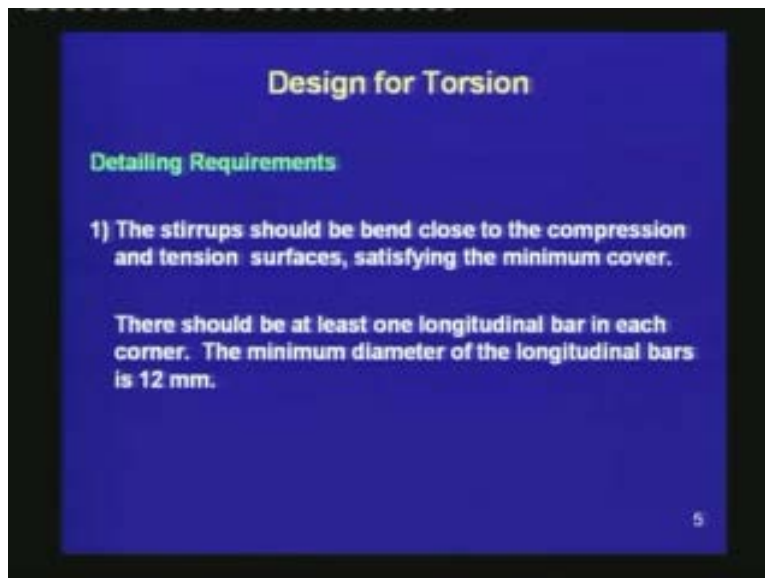 Design for Torsion
Detailing Requirements
1) The stirrups should be bend close to the compression
and tension surfaces, satisfying the minimum cover.
There should be at least one longitudinal bar in each
corner. The minimum diameter of the longitudinal bars
is 12 mm.
5